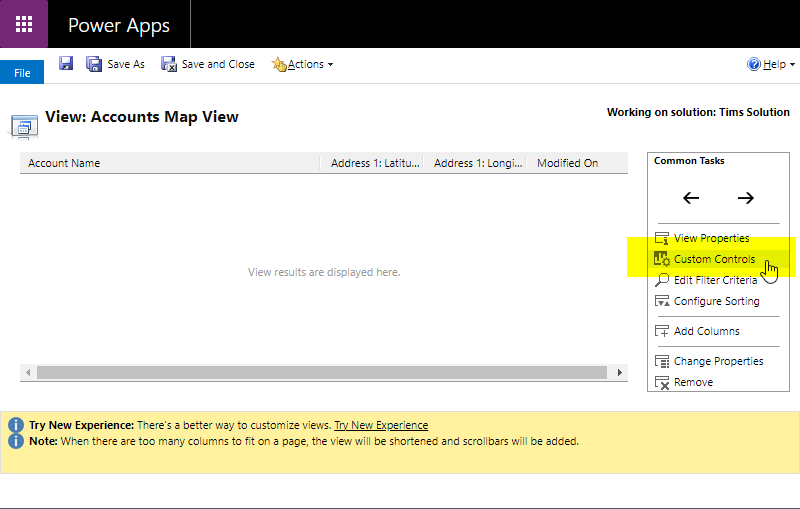 Power Apps
File
Save As
Save and Close
Actions
Help
View: Accounts Map View
Working on solution: Tims Solution
Account Name
Address 1: Latitu...
Address 1: Longi...
Modified On
View results are displayed here.
Common Tasks
View Properties
Custom Controls
Edit Filter Criteria
Configure Sorting
Add Columns
Change Properties
Remove
Try New Experience: There's a better way to customize views. Try New Experience
Note: When there are too many columns to fit on a page, the view will be shortened and scrollbars will be added.